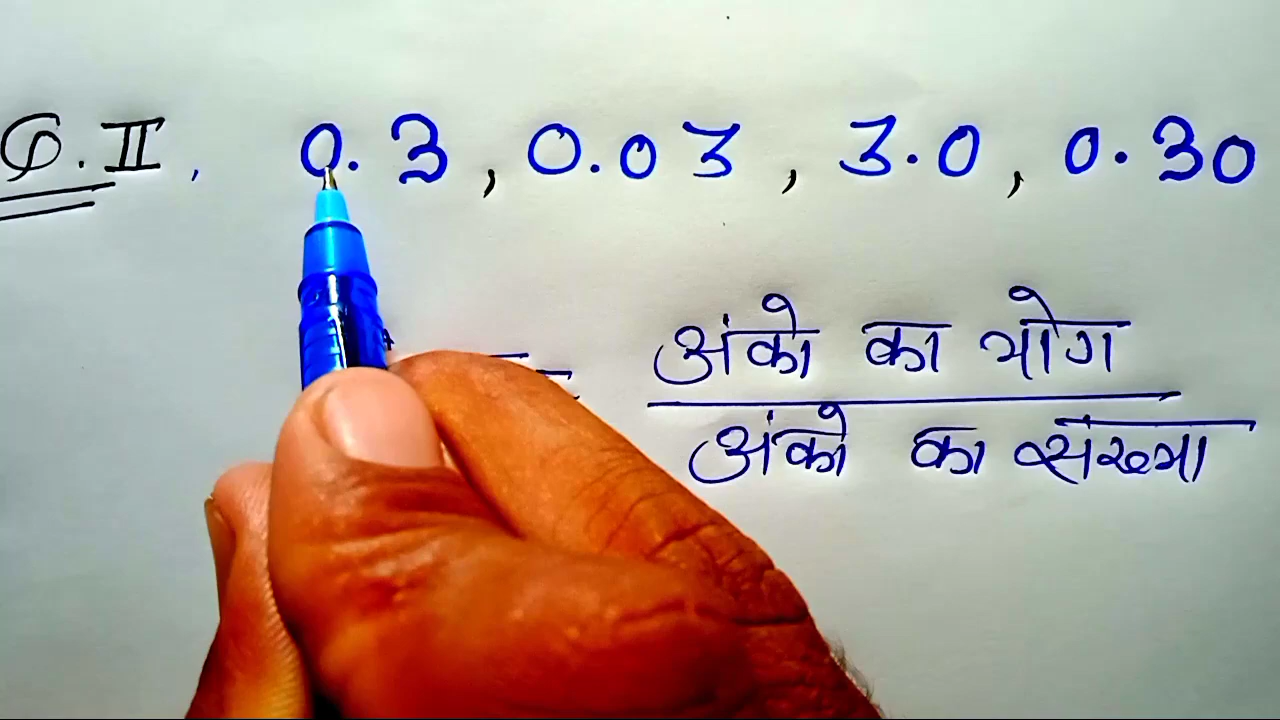 Q.II, 0.3, 0.03, 3.0, 0.30
= अंको का योग
अंको का संख्या